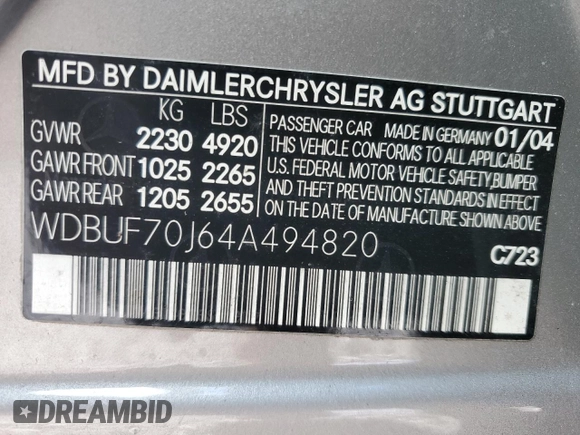 MFD BY DAIMLERCHRYSLER AG STUTTGART
KG LBS
GVWR 2230 4920
GAWR FRONT 1025 2265
GAWR REAR 1205 2655
PASSENGER CAR MADE IN GERMANY 01/04
THIS VEHICLE CONFORMS TO ALL APPLICABLE
U.S. FEDERAL MOTOR VEHICLE SAFETY,BUMPER
AND THEFT PREVENTION STANDARDS IN EFFECT
ON THE DATE OF MANUFACTURE SHOWN ABOVE.
WDBUF70J64A494820
C723
DREAMBID